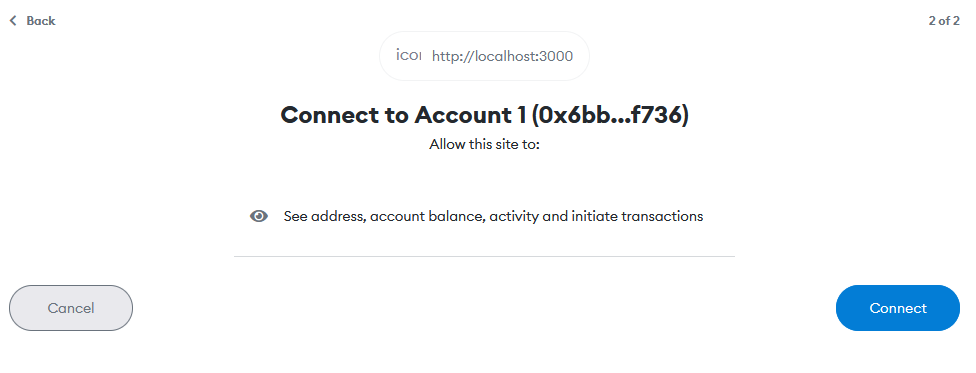 Back
2 of 2
icon http://localhost:3000
Connect to Account 1 (0x6bb...f736)
Allow this site to:
See address, account balance, activity and initiate transactions
Cancel
Connect